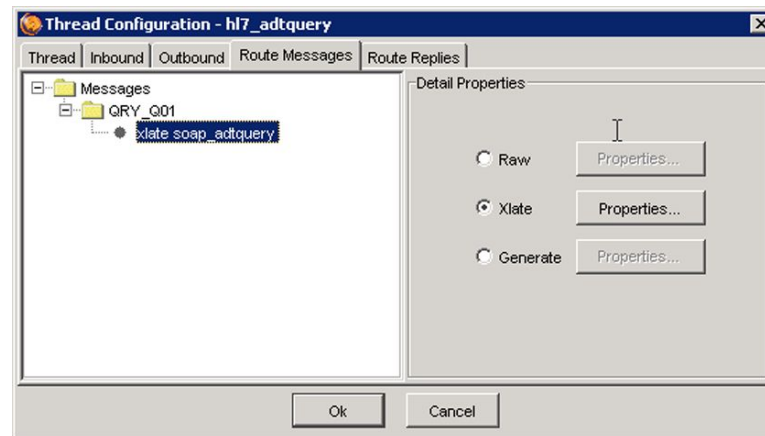 Thread Configuration - hl7_adtquery
Thread Inbound Outbound Route Messages Route Replies
Messages
QRY_Q01
xlate soap_adtquery
Detail Properties
Raw Properties...
Xlate Properties...
Generate Properties...
Ok Cancel